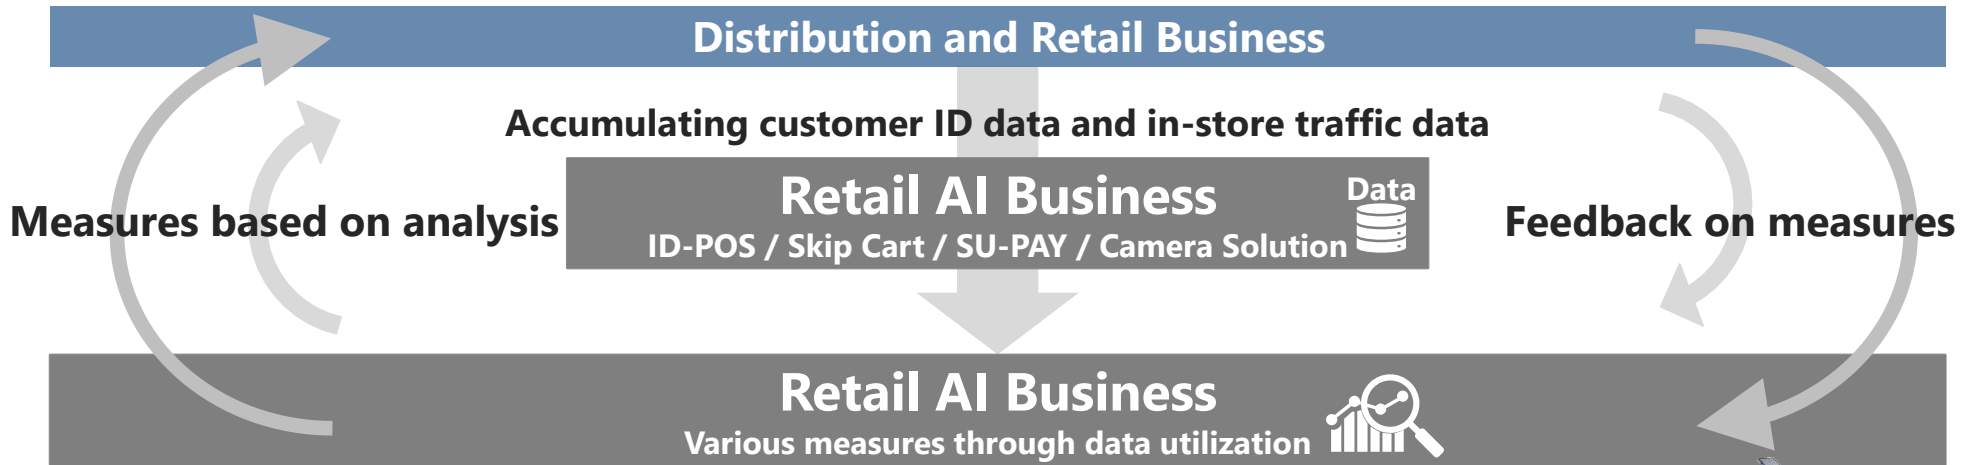 Distribution and Retail Business
Accumulating customer ID data and in-store traffic data
Retail AI Business
Data
ID-POS / Skip Cart / SU-PAY / Camera Solution
Measures based on analysis
Feedback on measures
Retail AI Business
Various measures through data utilization